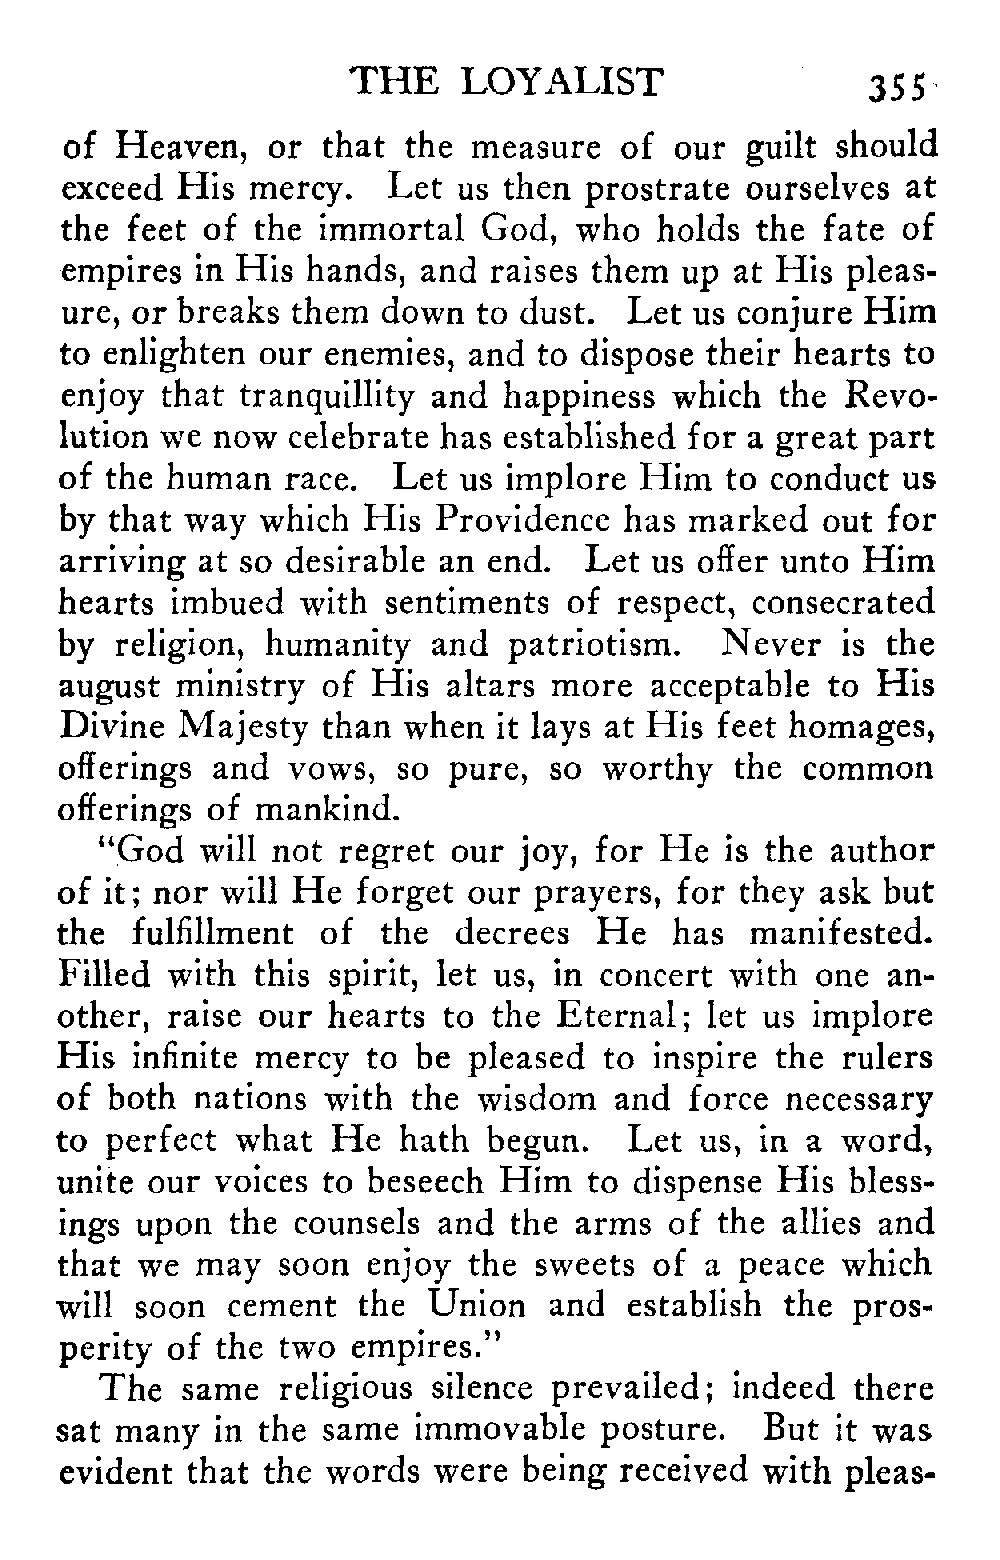 THE LOYALIST 355
of Heaven, or that the measure of our guilt should
exceed His mercy. Let us then prostrate ourselves at
the feet of the immortal God, who holds the fate of
empires in His hands, and raises them up at His pleas-
ure, or breaks them down to dust. Let us conjure Him
to enlighten our enemies, and to dispose their hearts to
enjoy that tranquillity and happiness which the Revo-
lution we now celebrate has established for a great part
of the human race. Let us implore Him to conduct us
by that way which His Providence has marked out for
arriving at so desirable an end. Let us offer unto Him
hearts imbued with sentiments of respect, consecrated
by religion, humanity and patriotism. Never is the
august ministry of His altars more acceptable to His
Divine Majesty than when it lays at His feet homages,
offerings and vows, so pure, so worthy the common
offerings of mankind.
"God will not regret our joy, for He is the author
of it; nor will He forget our prayers, for they ask but
the fulfillment of the decrees He has manifested.
Filled with this spirit, let us, in concert with one an-
other, raise our hearts to the Eternal; let us implore
His infinite mercy to be pleased to inspire the rulers
of both nations with the wisdom and force necessary
to perfect what He hath begun. Let us, in a word,
unite our voices to beseech Him to dispense His bless-
ings upon the counsels and the arms of the allies and
that we may soon enjoy the sweets of a peace which
will soon cement the Union and establish the pros-
perity of the two empires."
The same religious silence prevailed; indeed there
sat many in the same immovable posture. But it was
evident that the words were being received with pleas-